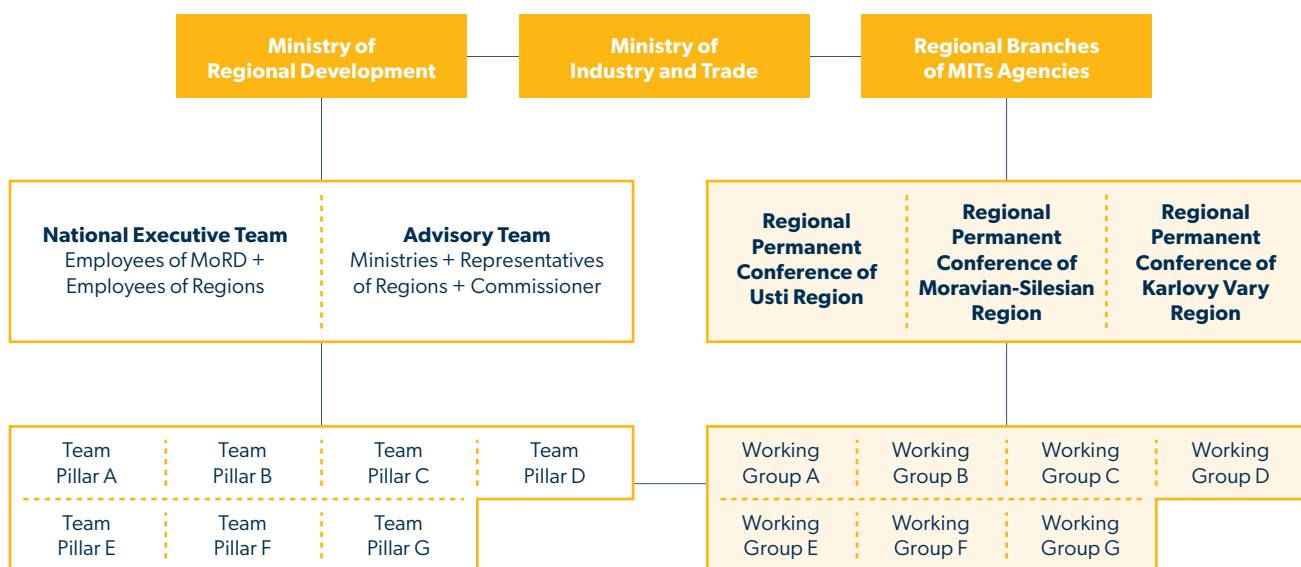 Ministry of
Regional Development
Ministry of
Industry and Trade
Regional Branches
of MITs Agencies
National Executive Team
Employees of MoRD +
Employees of Regions
Advisory Team
Ministries + Representatives
of Regions + Commissioner
Regional
Permanent
Conference of
Usti Region
Regional
Permanent
Conference of
Moravian-Silesian
Region
Regional
Permanent
Conference of
Karlovy Vary
Region
Team
Pillar A
Team
Pillar B
Team
Pillar C
Team
Pillar D
Team
Pillar E
Team
Pillar F
Team
Pillar G
Working
Group A
Working
Group B
Working
Group C
Working
Group D
Working
Group E
Working
Group F
Working
Group G